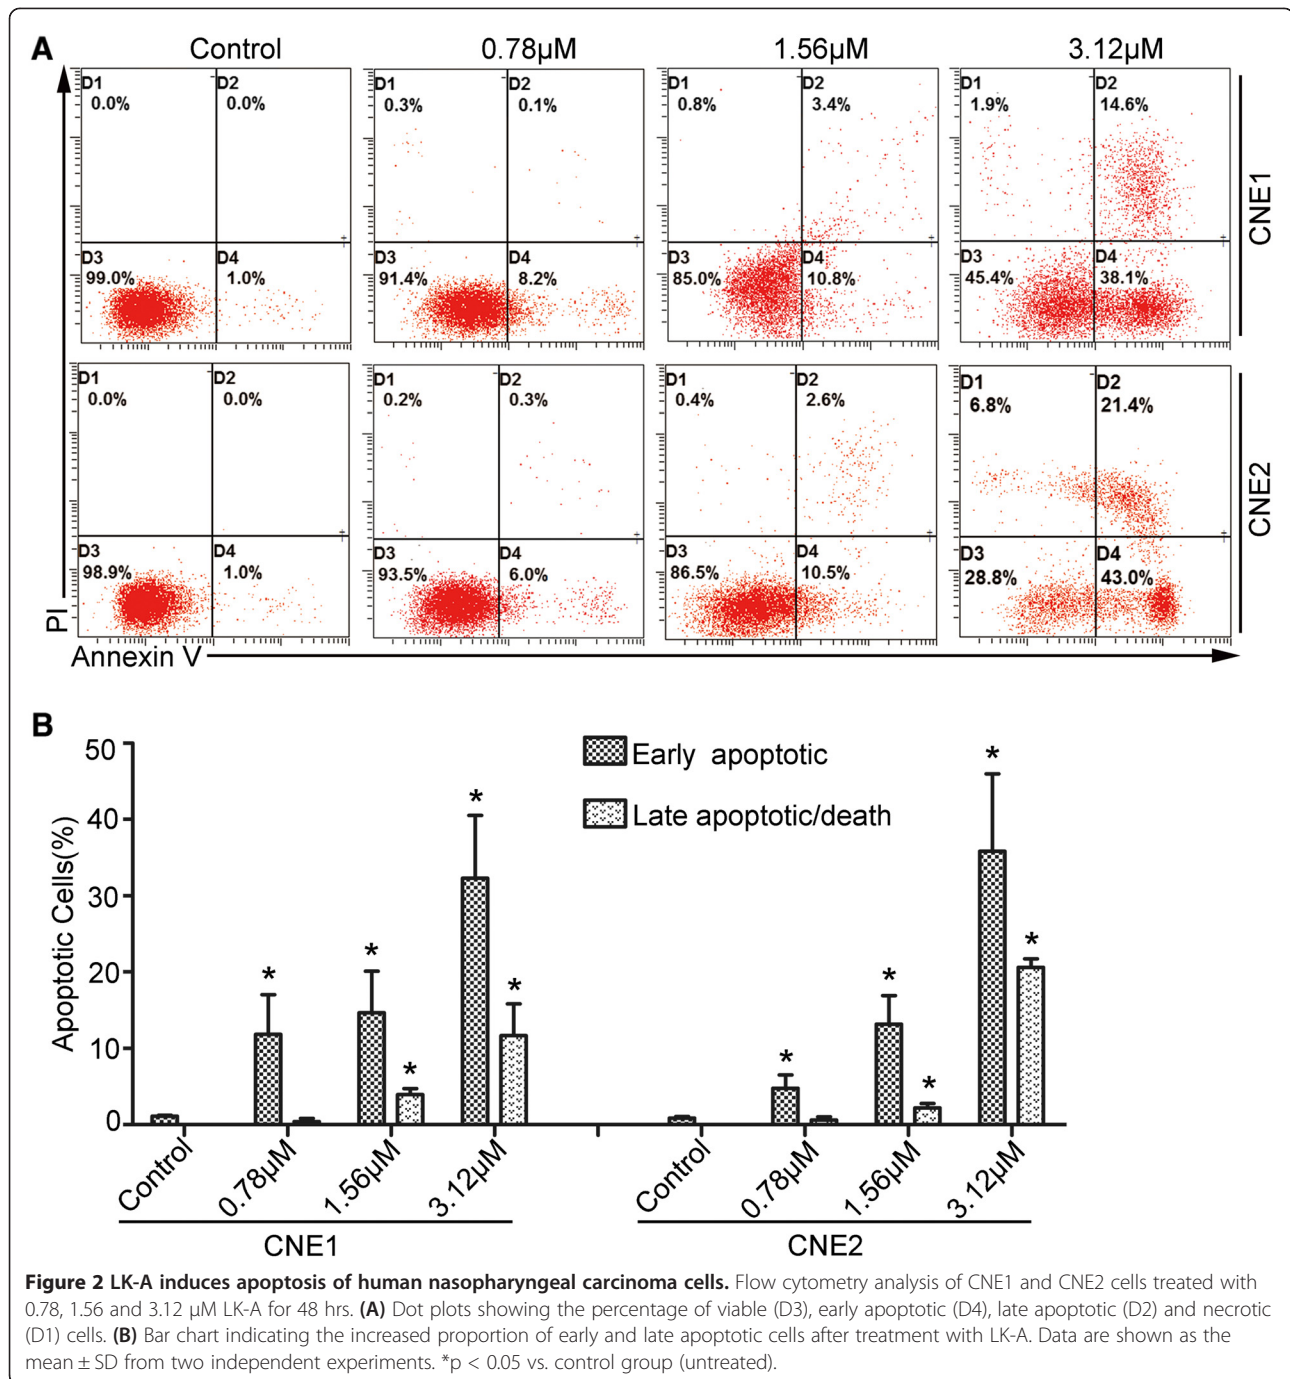 A
Control 0.78µM 1.56µM 3.12µM
D1 D2 D1 D2 D1 D2 D1 D2
0.0% 0.0% 0.3% 0.1% 0.8% 3.4% 1.9% 14.6%
D3 D4 D3 D4 D3 D4 D3 D4
99.0% 1.0% 91.4% 8.2% 85.0% 10.8% 45.4% 38.1%
CNE1
D1 D2 D1 D2 D1 D2 D1 D2
0.0% 0.0% 0.2% 0.3% 0.4% 2.6% 6.8% 21.4%
D3 D4 D3 D4 D3 D4 D3 D4
98.9% 1.0% 93.5% 6.0% 86.5% 10.5% 28.8% 43.0%
CNE2
PI
Annexin V
B
Apoptotic Cells(%)
50
40
30
20
10
0
Early apoptotic
Late apoptotic/death
* * * * * * * * * *
Control 0.78µM 1.56µM 3.12µM Control 0.78µM 1.56µM 3.12µM
CNE1 CNE2
Figure 2 LK-A induces apoptosis of human nasopharyngeal carcinoma cells. Flow cytometry analysis of CNE1 and CNE2 cells treated with
0.78, 1.56 and 3.12 µM LK-A for 48 hrs. (A) Dot plots showing the percentage of viable (D3), early apoptotic (D4), late apoptotic (D2) and necrotic
(D1) cells. (B) Bar chart indicating the increased proportion of early and late apoptotic cells after treatment with LK-A. Data are shown as the
mean ± SD from two independent experiments. *p < 0.05 vs. control group (untreated).